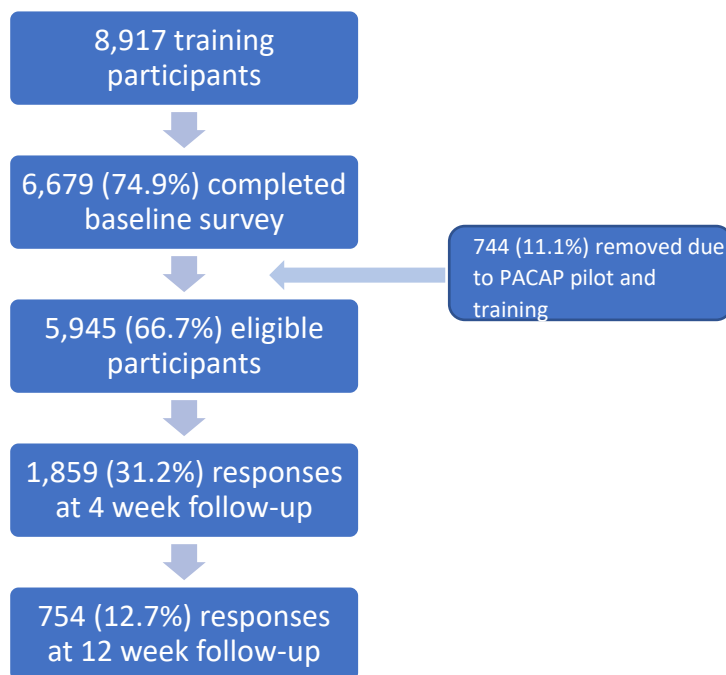 8,917 training
participants
6,679 (74.9%) completed
baseline survey
744 (11.1%) removed due
to PACAP pilot and
training
5,945 (66.7%) eligible
participants
1,859 (31.2%) responses
at 4 week follow-up
754 (12.7%) responses
at 12 week follow-up